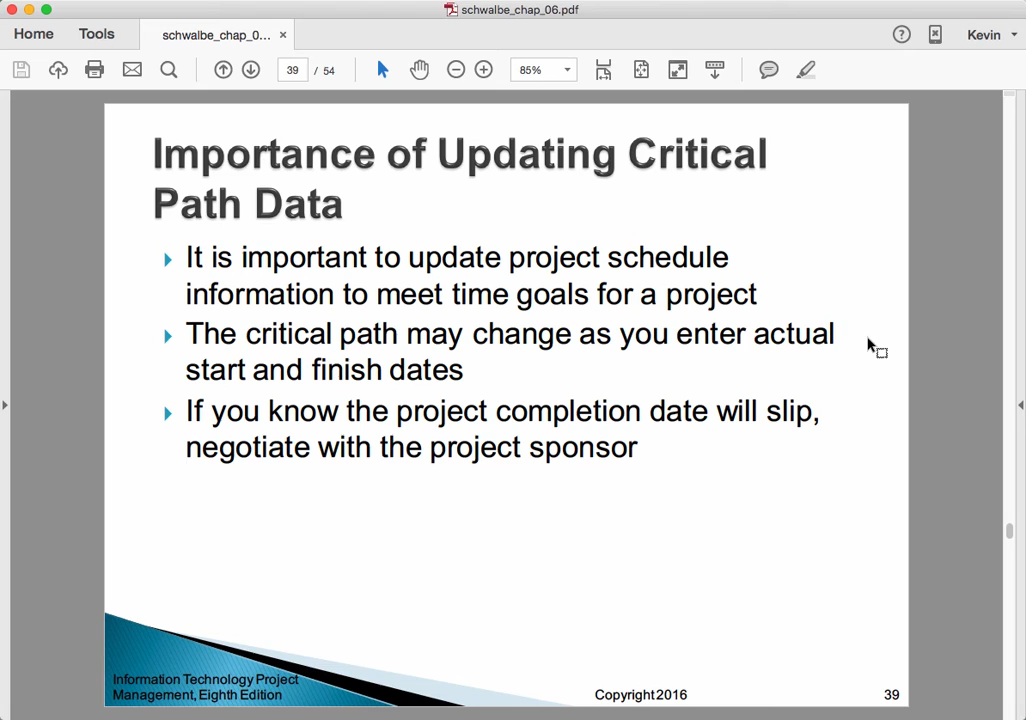 schwalbe_chap_06.pdf
Home Tools schwalbe_chap_0... × Kevin
39 / 54 85%
Importance of Updating Critical
Path Data
It is important to update project schedule
information to meet time goals for a project
The critical path may change as you enter actual
start and finish dates
If you know the project completion date will slip,
negotiate with the project sponsor
Information Technology Project
Management, Eighth Edition
Copyright 2016
39